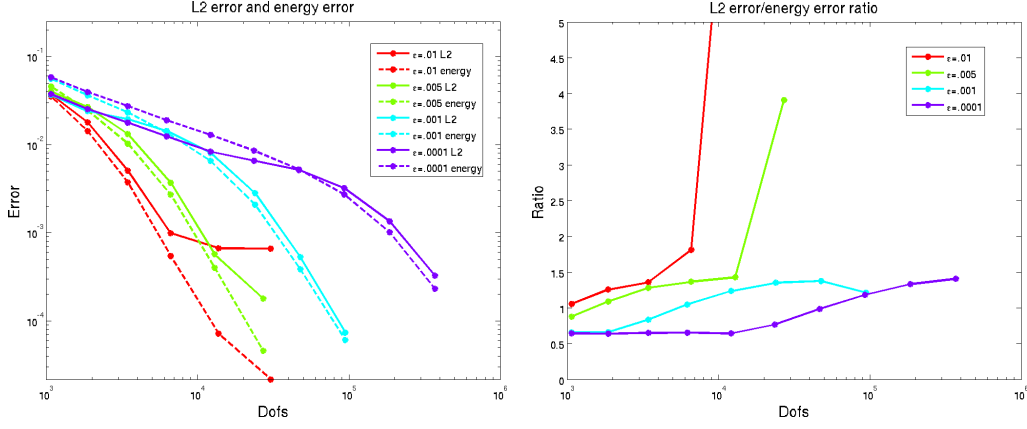 L2 error and energy error
10⁻¹
10⁻²
10⁻³
10⁻⁴
Error
10³
10⁴
10⁵
10⁶
Dofs
ε=.01 L2
ε=.01 energy
ε=.005 L2
ε=.005 energy
ε=.001 L2
ε=.001 energy
ε=.0001 L2
ε=.0001 energy
L2 error/energy error ratio
5
4.5
4
3.5
3
2.5
2
1.5
1
0.5
0
Ratio
10³
10⁴
10⁵
10⁶
Dofs
ε=.01
ε=.005
ε=.001
ε=.0001